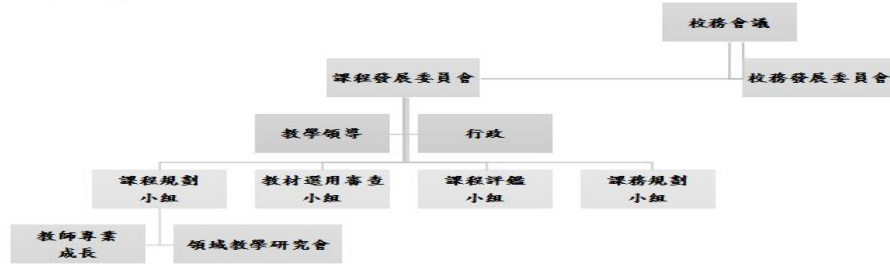 校務會議
課程發展委員會
校務發展委員會
教學領導
行政
課程規劃
小組
教材選用審查
小組
課程評鑑
小組
課務規劃
小組
教師專業
成長
領域教學研究會